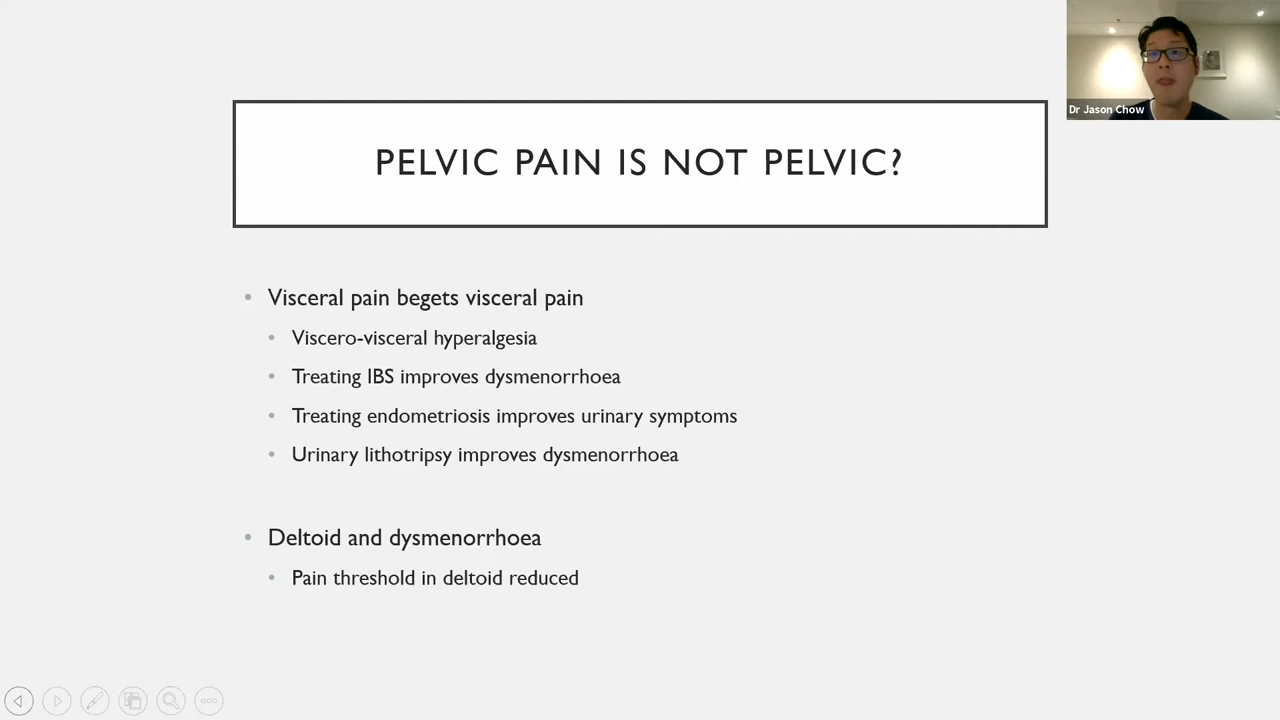 Dr Jason Chow
PELVIC PAIN IS NOT PELVIC?
• Visceral pain begets visceral pain
• Viscero-visceral hyperalgesia
• Treating IBS improves dysmenorrhoea
• Treating endometriosis improves urinary symptoms
• Urinary lithotripsy improves dysmenorrhoea
• Deltoid and dysmenorrhoea
• Pain threshold in deltoid reduced